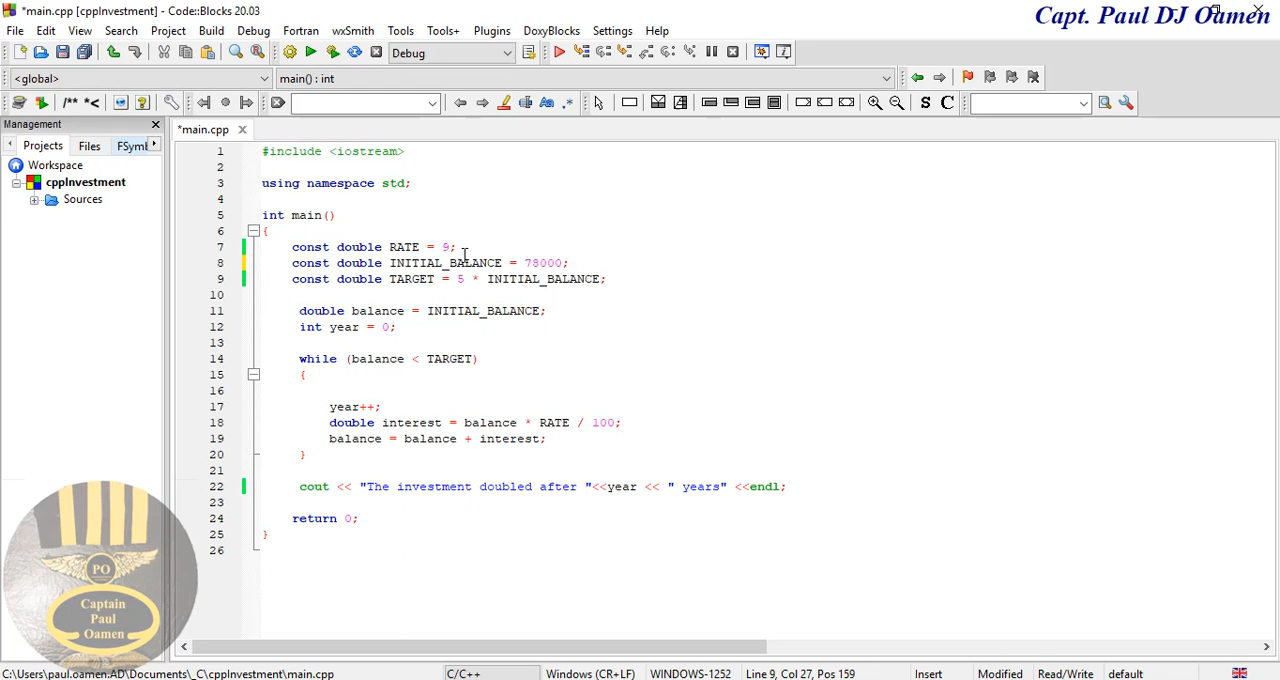 *main.cpp [cppInvestment] - Code::Blocks 20.03
Capt. Paul DJ Oamen
File Edit View Search Project Build Debug Fortran wxSmith Tools Tools+ Plugins DoxyBlocks Settings Help
Debug
<global> main() : int
/** *< Aa .* S C
Management
*main.cpp
Projects Files FSymb
Workspace
cppInvestment
Sources
1 #include <iostream>
2
3 using namespace std;
4
5 int main()
6 {
7 const double RATE = 9;
8 const double INITIAL_BALANCE = 78000;
9 const double TARGET = 5 * INITIAL_BALANCE;
10
11 double balance = INITIAL_BALANCE;
12 int year = 0;
13
14 while (balance < TARGET)
15 {
16
17 year++;
18 double interest = balance * RATE / 100;
19 balance = balance + interest;
20 }
21
22 cout << "The investment doubled after "<<year << " years" <<endl;
23
24 return 0;
25 }
26
PO
Captain
Paul
Oamen
C:\Users\paul.oamen.AD\Documents\_C\cppInvestment\main.cpp C/C++ Windows (CR+LF) WINDOWS-1252 Line 9, Col 27, Pos 159 Insert Modified Read/Write default